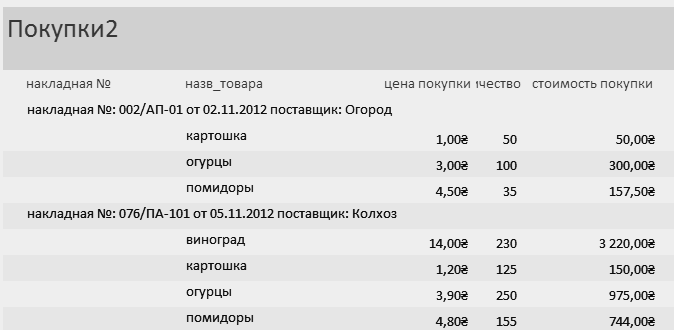 Покупки2
накладная № назв_товара цена покупки ичество стоимость покупки
накладная №: 002/АП-01 от 02.11.2012 поставщик: Огород
картошка 1,00₴ 50 50,00₴
огурцы 3,00₴ 100 300,00₴
помидоры 4,50₴ 35 157,50₴
накладная №: 076/ПА-101 от 05.11.2012 поставщик: Колхоз
виноград 14,00₴ 230 3 220,00₴
картошка 1,20₴ 125 150,00₴
огурцы 3,90₴ 250 975,00₴
помидоры 4,80₴ 155 744,00₴